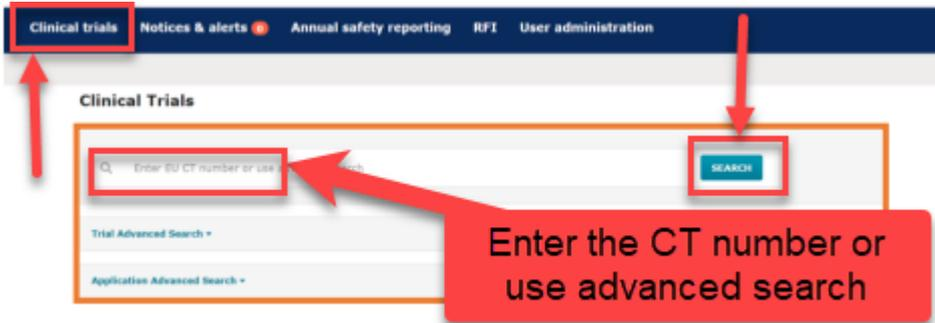 Clinical trials Notices & alerts 0 Annual safety reporting RFI User administration
Clinical Trials
Enter EU CT number or use SEARCH
Trial Advanced Search
Application Advanced Search
Enter the CT number or
use advanced search